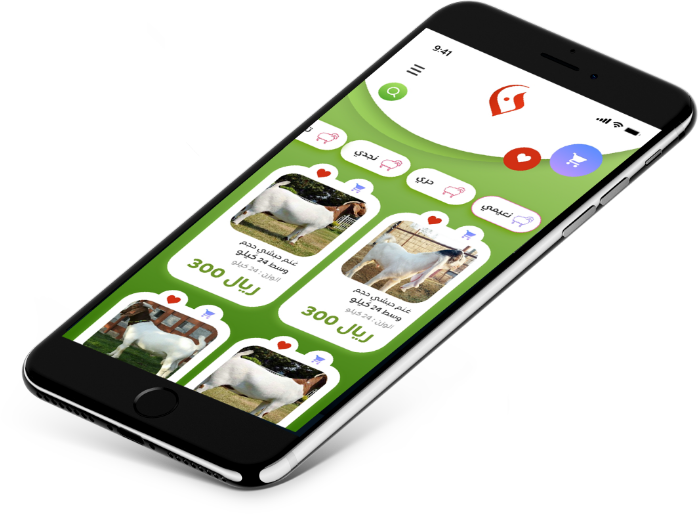 9:41
نعيمي
حري
نجدي
غنم حبشي حجم
وسط 24 كيلو
الوزن : 24 كيلو
300 ريال
غنم حبشي حجم
وسط 24 كيلو
الوزن : 24 كيلو
300 ريال